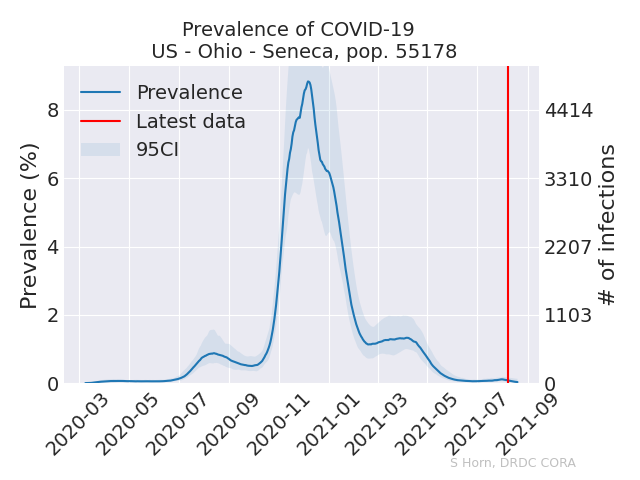 Prevalence of COVID-19
US - Ohio - Seneca, pop. 55178
Prevalence
Latest data
95CI
Prevalence (%)
8
6
4
2
0
4414
3310
2207
1103
0
# of infections
2020-03
2020-05
2020-07
2020-09
2020-11
2021-01
2021-03
2021-05
2021-07
2021-09
S Horn, DRDC CORA